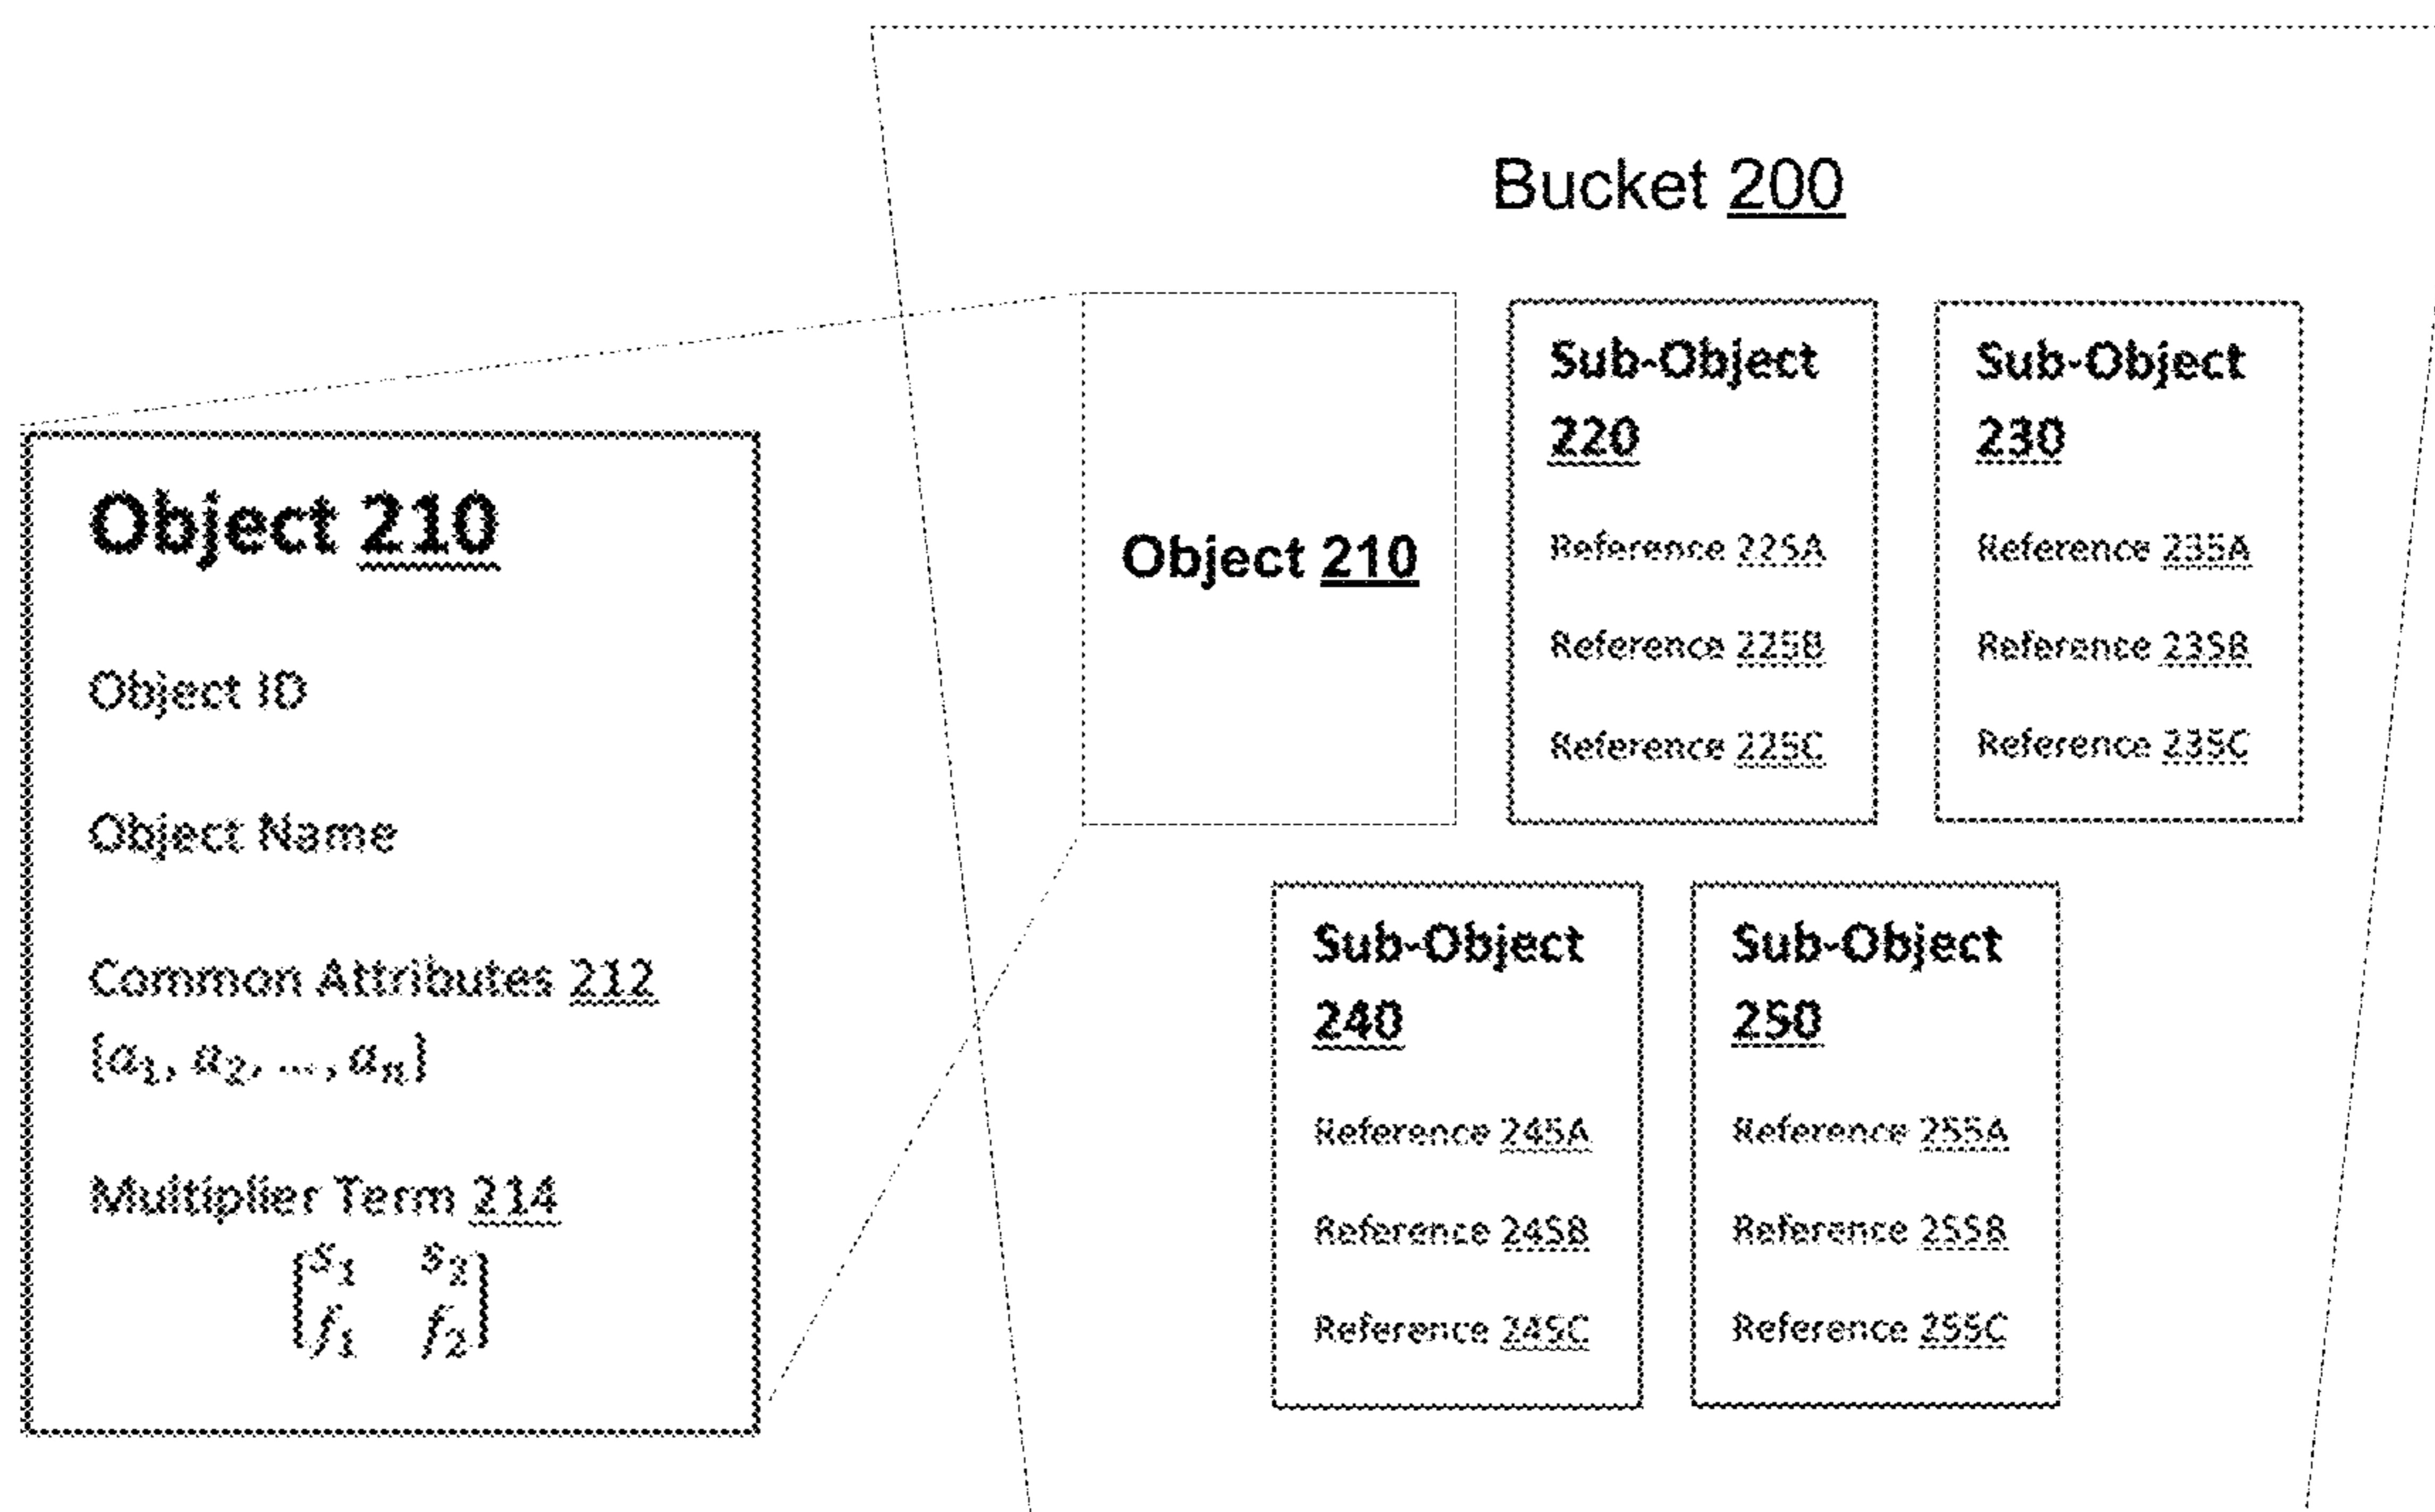 Bucket 200
Object 210
Object ID
Object Name
Common Attributes 212
[a₁, a₂, ..., aₙ]
Multiplier Term 214
[s₁ s₂
f₁ f₂]
Object 210
Sub-Object
220
Reference 225A
Reference 225B
Reference 225C
Sub-Object
230
Reference 235A
Reference 235B
Reference 235C
Sub-Object
240
Reference 245A
Reference 245B
Reference 245C
Sub-Object
250
Reference 255A
Reference 255B
Reference 255C